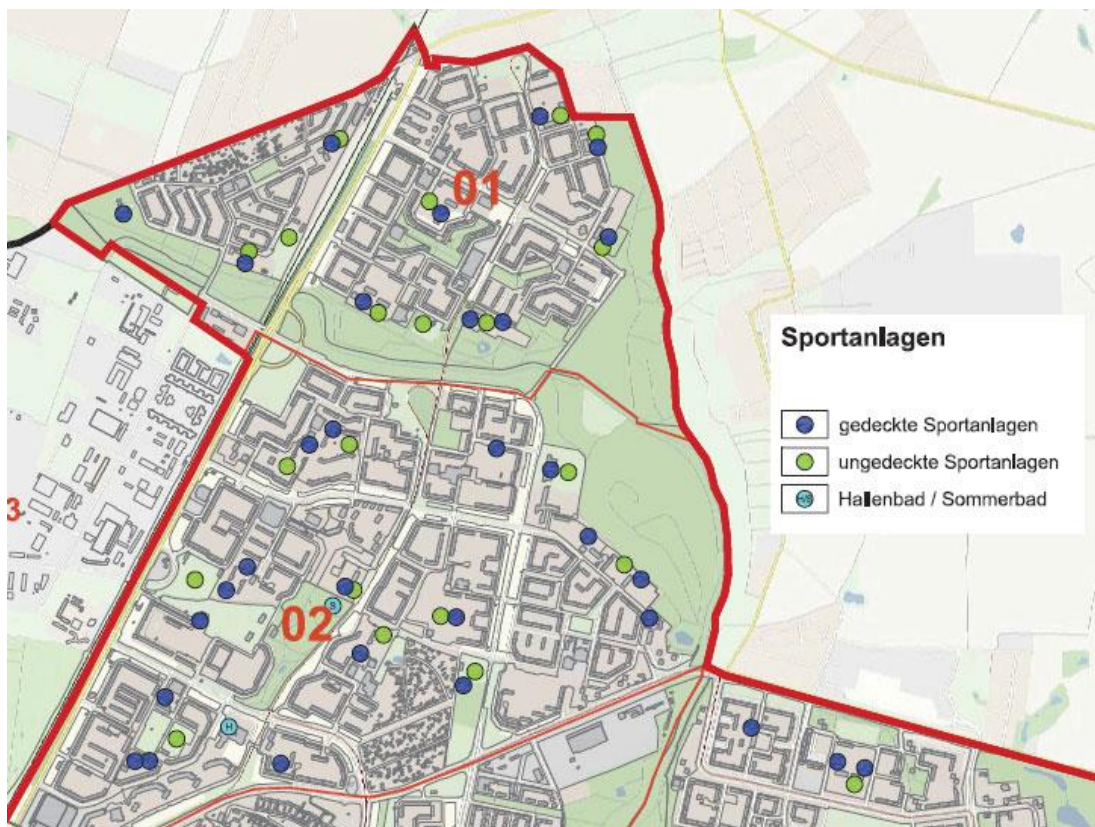 01
Sportanlagen
gedeckte Sportanlagen
ungedeckte Sportanlagen
H/S Hallenbad / Sommerbad
3
S
02
H